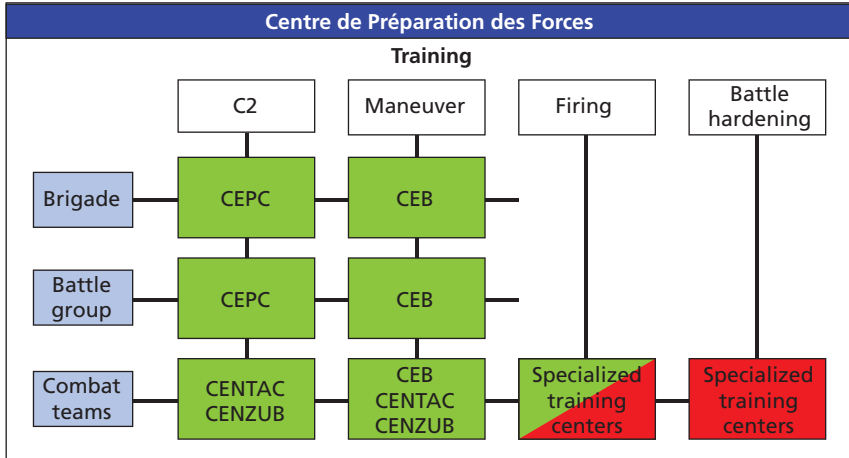 Centre de Préparation des Forces
Training
C2
Maneuver
Firing
Battle
hardening
Brigade
CEPC
CEB
Battle
group
CEPC
CEB
Combat
teams
CENTAC
CENZUB
CEB
CENTAC
CENZUB
Specialized
training
centers
Specialized
training
centers